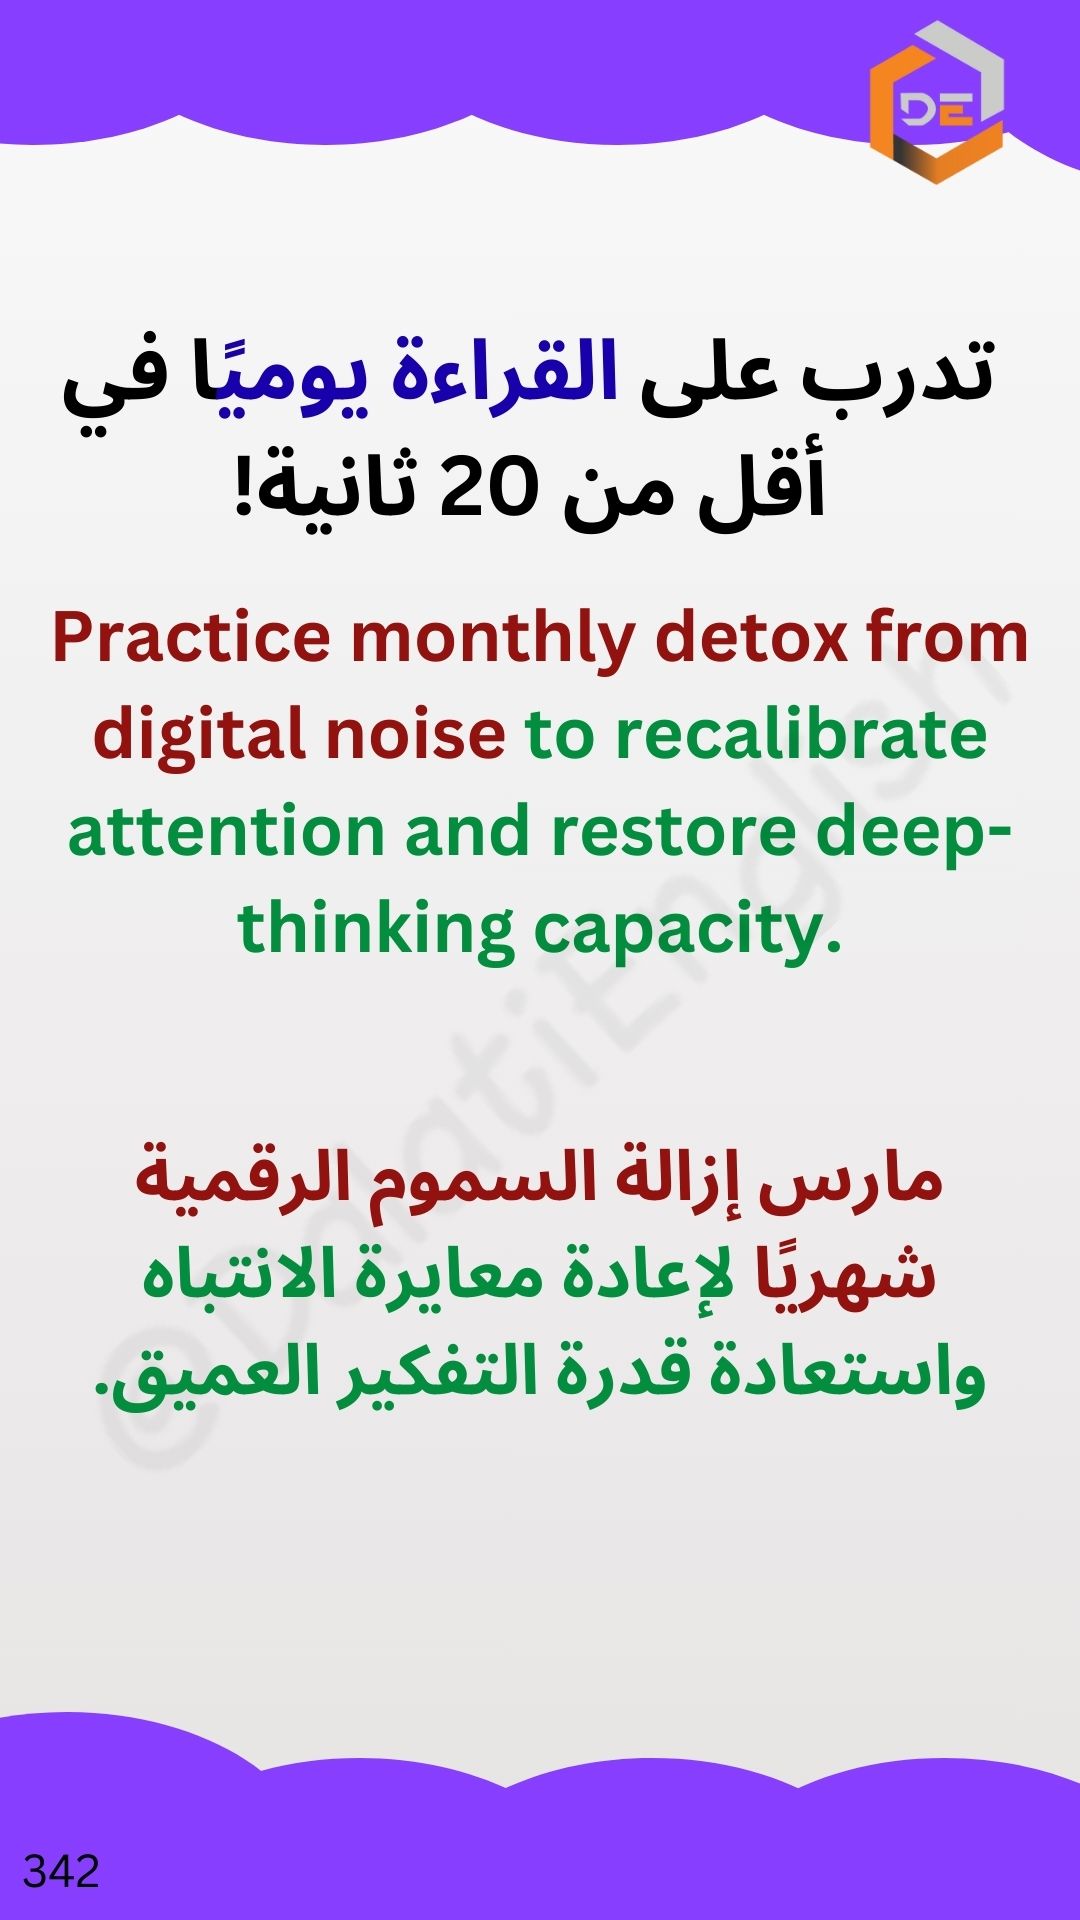 DE
تدرب على القراءة يوميًا في
أقل من 20 ثانية!
Practice monthly detox from
digital noise to recalibrate
attention and restore deep-
thinking capacity.
مارس إزالة السموم الرقمية
شهريًا لإعادة معايرة الانتباه
واستعادة قدرة التفكير العميق.
@DalatiEnglish
342